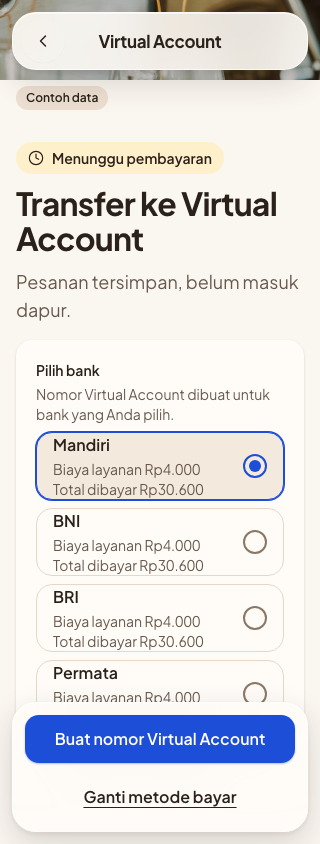 Virtual Account
Contoh data
Menunggu pembayaran
Transfer ke Virtual
Account
Pesanan tersimpan, belum masuk
dapur.
Pilih bank
Nomor Virtual Account dibuat untuk
bank yang Anda pilih.
Mandiri
Biaya layanan Rp4.000
Total dibayar Rp30.600
BNI
Biaya layanan Rp4.000
Total dibayar Rp30.600
BRI
Biaya layanan Rp4.000
Total dibayar Rp30.600
Permata
Biaya layanan Rp4.000
Buat nomor Virtual Account
Ganti metode bayar